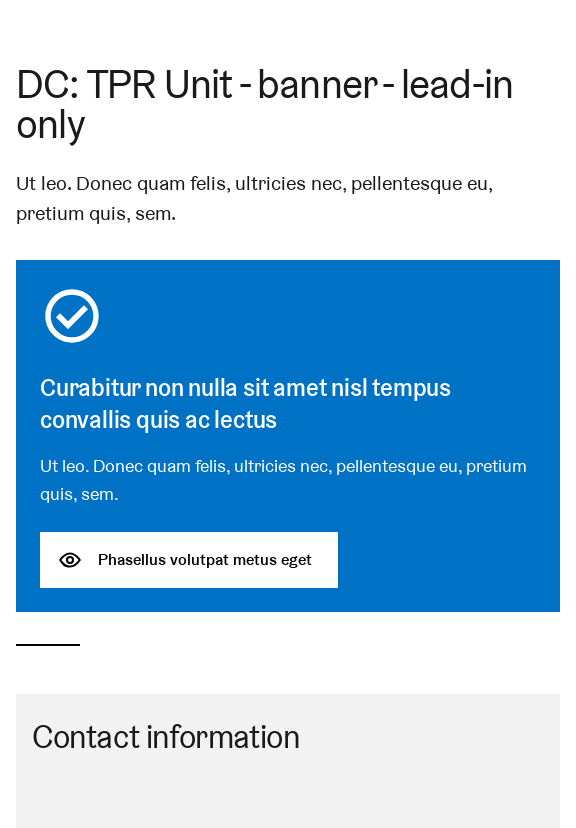 DC: TPR Unit - banner - lead-in
only
Ut leo. Donec quam felis, ultricies nec, pellentesque eu,
pretium quis, sem.
Curabitur non nulla sit amet nisl tempus
convallis quis ac lectus
Ut leo. Donec quam felis, ultricies nec, pellentesque eu, pretium
quis, sem.
Phasellus volutpat metus eget
Contact information